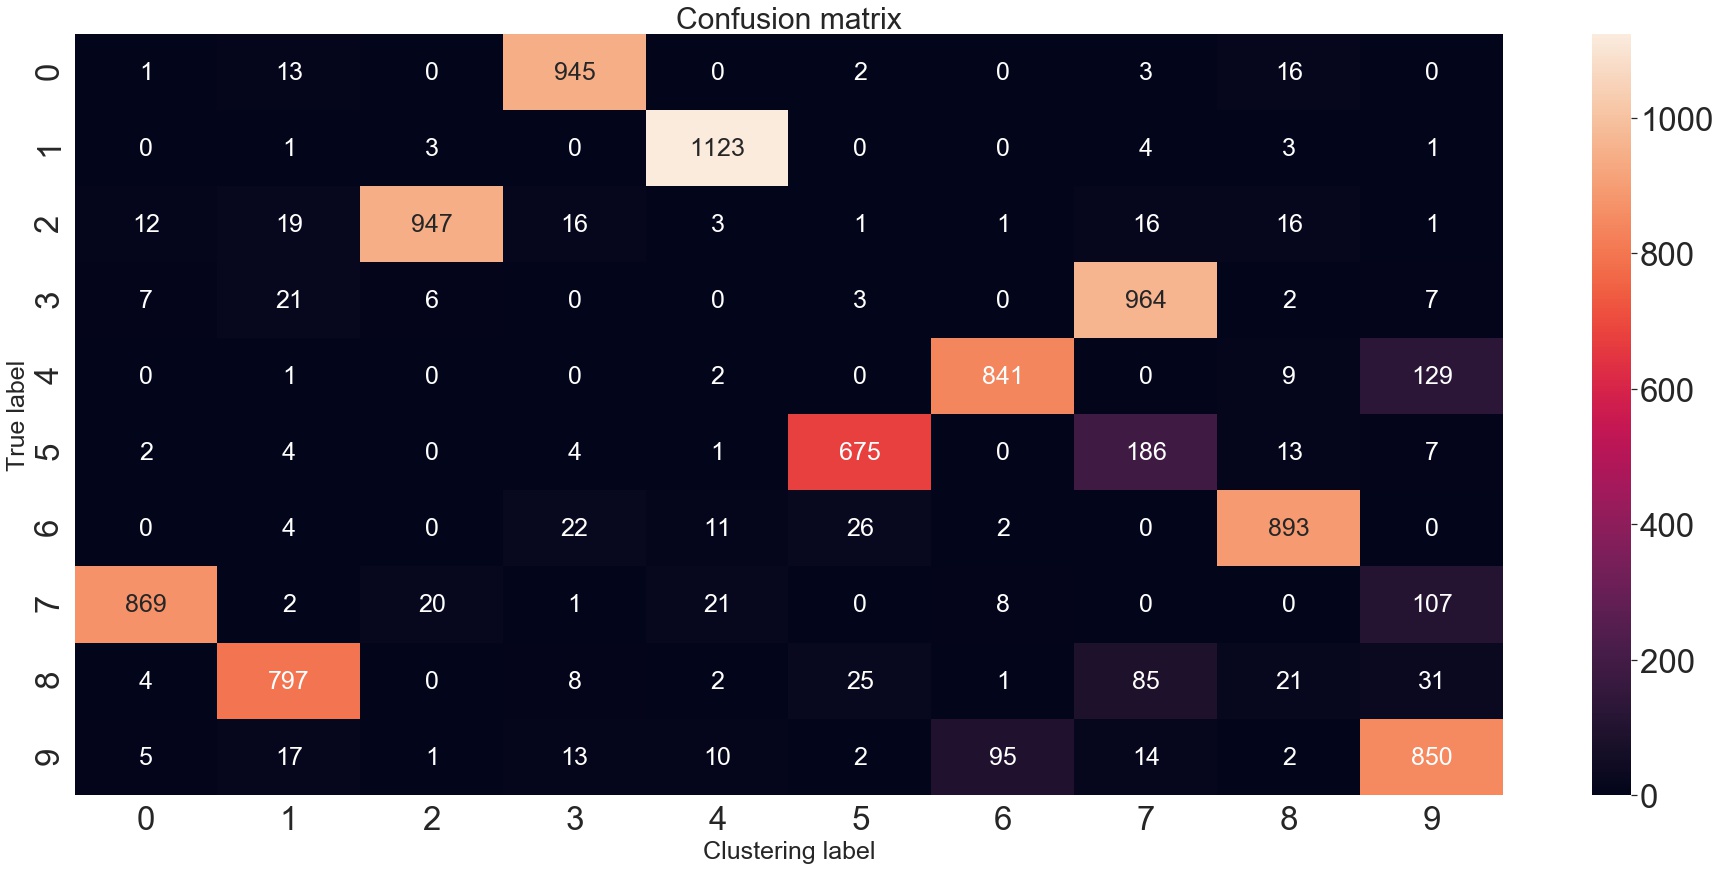 Confusion matrix
0 1 13 0 945 0 2 0 3 16 0
1 0 1 3 0 1123 0 0 4 3 1
2 12 19 947 16 3 1 1 16 16 1
3 7 21 6 0 0 3 0 964 2 7
4 0 1 0 0 2 0 841 0 9 129
5 2 4 0 4 1 675 0 186 13 7
6 0 4 0 22 11 26 2 0 893 0
7 869 2 20 1 21 0 8 0 0 107
8 4 797 0 8 2 25 1 85 21 31
9 5 17 1 13 10 2 95 14 2 850
0 1 2 3 4 5 6 7 8 9
Clustering label
True label
1000
800
600
400
200
0